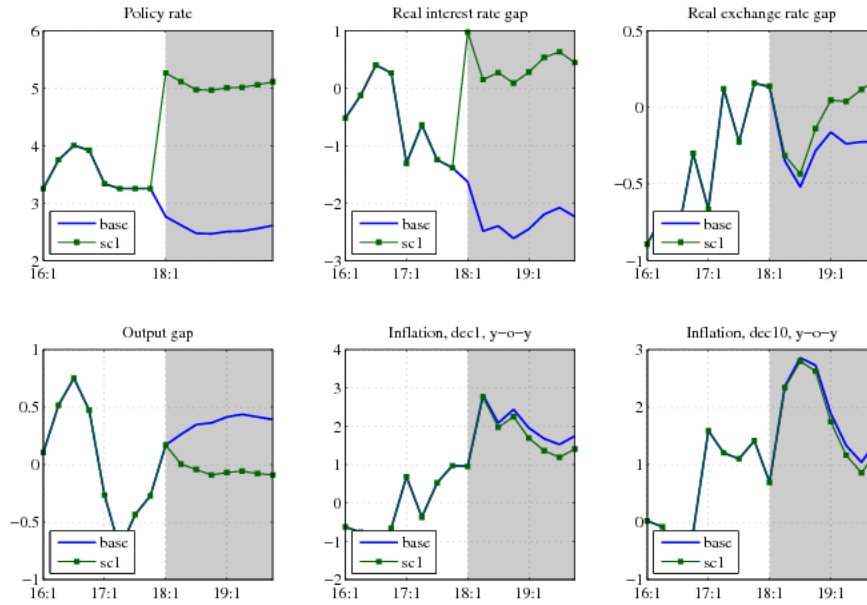 Policy rate
6
5
4
3
2
16:1
18:1
base
sc1
Real interest rate gap
1
0
−1
−2
−3
16:1
17:1
18:1
19:1
base
sc1
Real exchange rate gap
0.5
0
−0.5
−1
16:1
17:1
18:1
19:1
base
sc1
Output gap
1
0.5
0
−0.5
−1
16:1
17:1
18:1
19:1
base
sc1
Inflation, dec1, y−o−y
4
3
2
1
0
−1
−2
16:1
17:1
18:1
19:1
base
sc1
Inflation, dec10, y−o−y
3
2
1
0
−1
16:1
17:1
18:1
19:1
base
sc1